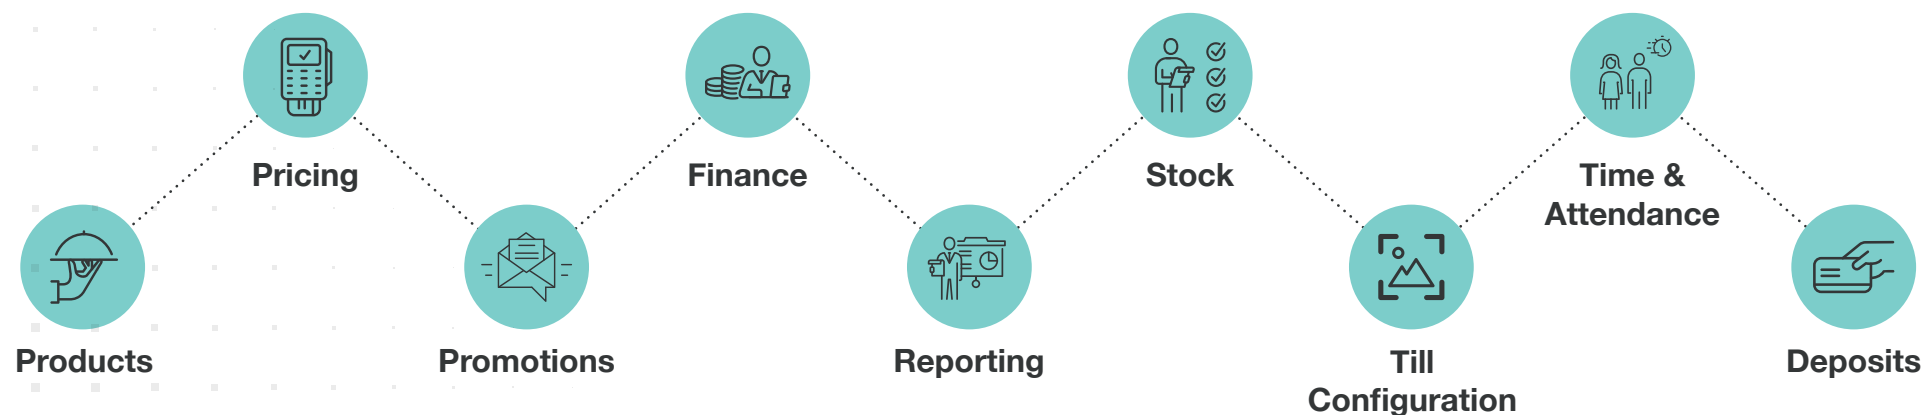 Products
Pricing
Promotions
Finance
Reporting
Stock
Till
Configuration
Time &
Attendance
Deposits